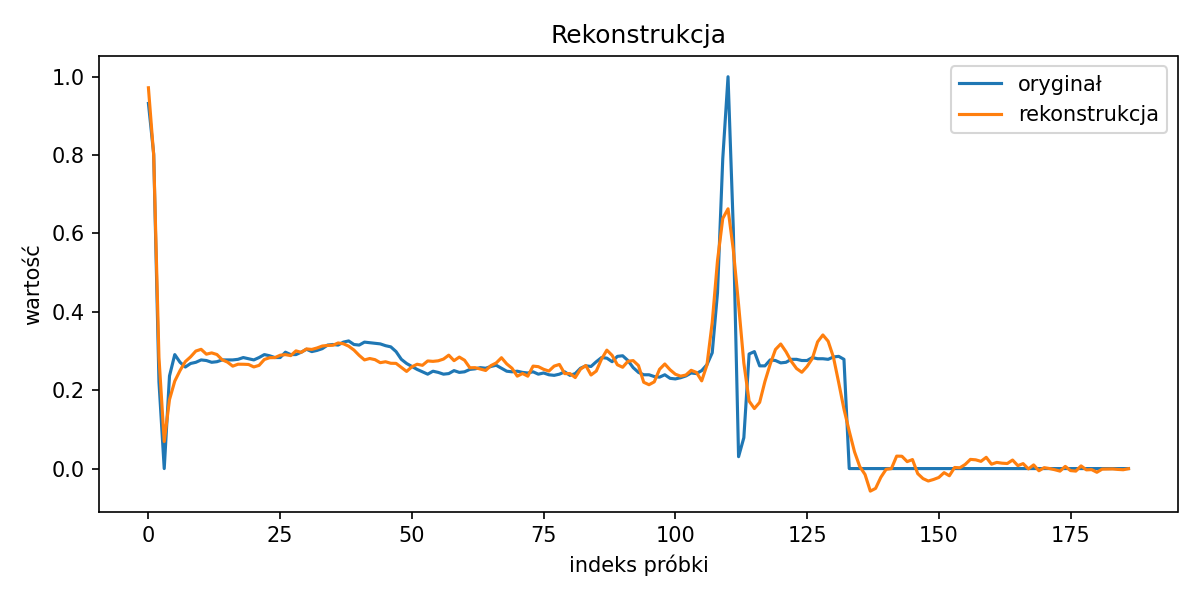 Rekonstrukcja
oryginał
rekonstrukcja
1.0
0.8
0.6
0.4
0.2
0.0
wartość
0 25 50 75 100 125 150 175
indeks próbki